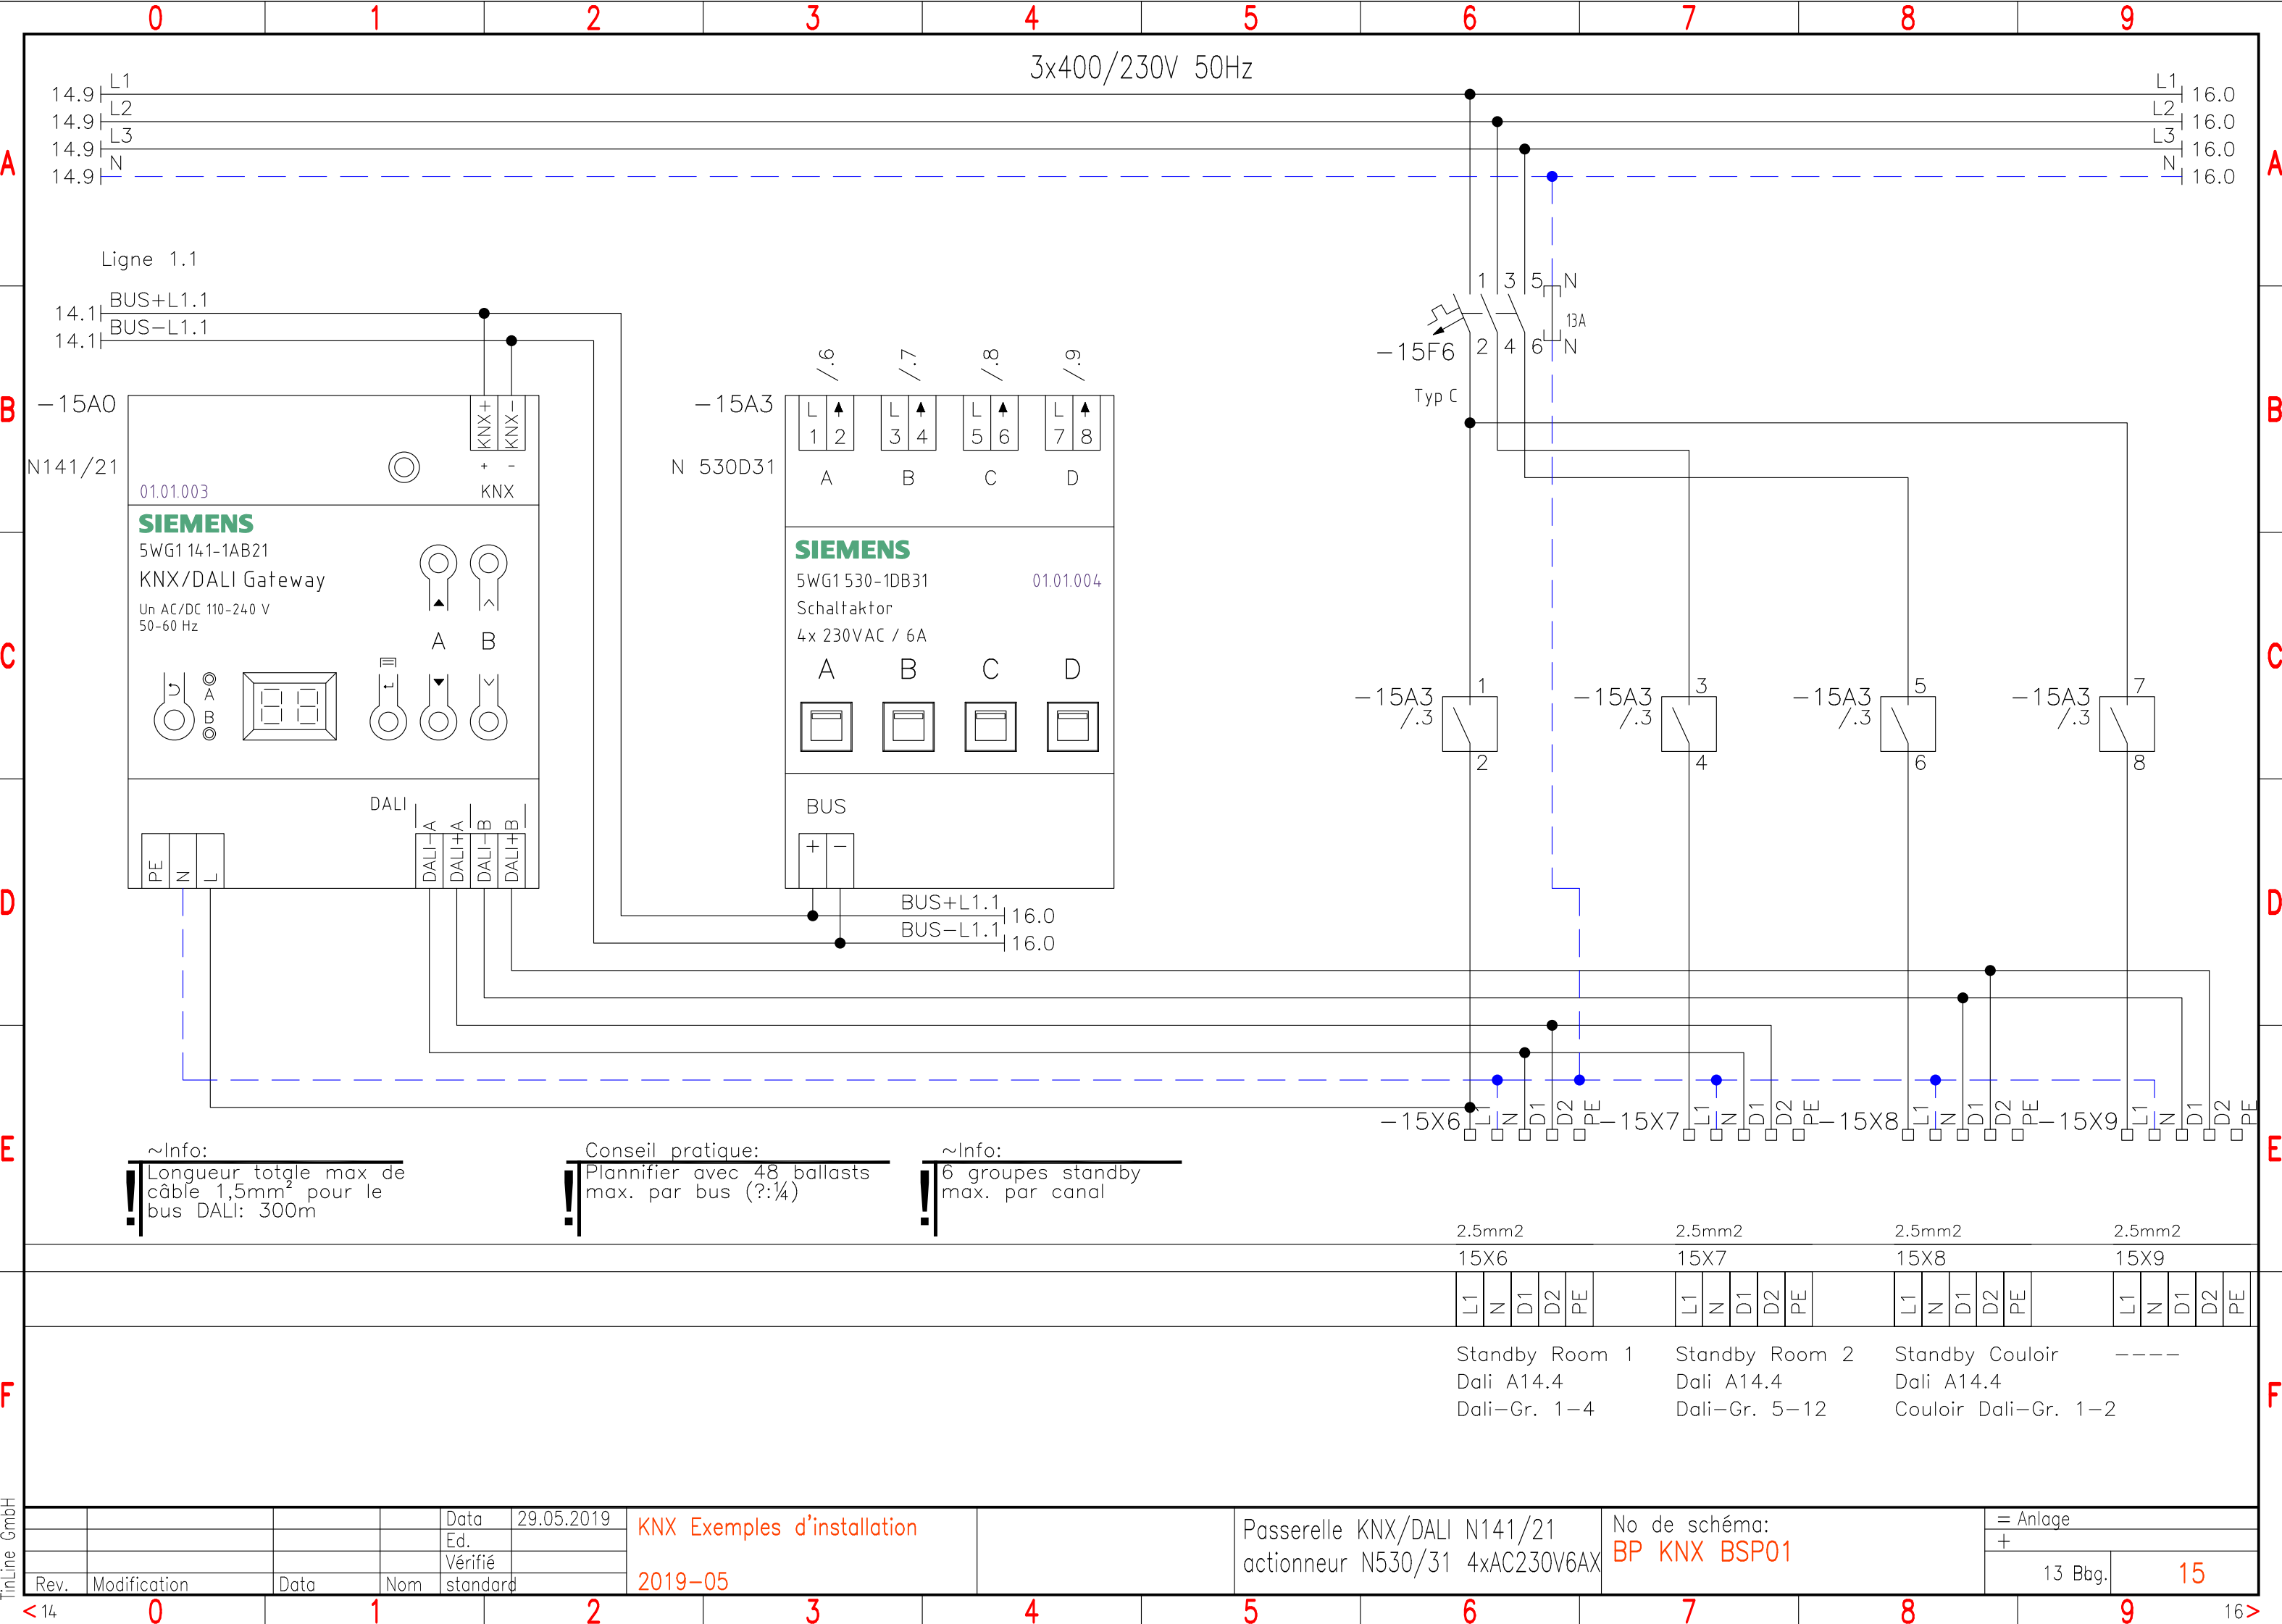 0 1 2 3 4 5 6 7 8 9
3x400/230V 50Hz
14.9 L1 L1 16.0
14.9 L2 L2 16.0
14.9 L3 L3 16.0
14.9 N N 16.0
A A
Ligne 1.1
14.1 BUS+L1.1
14.1 BUS-L1.1
1 3 5 N
13A
-15F6 2 4 6 N
Typ C
/.6 /.7 /.8 /.9
B B
-15A0
KNX+ KNX-
N141/21
+ -
01.01.003 KNX
SIEMENS
5WG1 141-1AB21
KNX/DALI Gateway
Un AC/DC 110-240 V
50-60 Hz
A B
A
B
DALI
A A B B
PE N L
DALI-A DALI+A DALI-B DALI+B
-15A3
L L L L
1 2 3 4 5 6 7 8
N 530D31
A B C D
SIEMENS
5WG1 530-1DB31 01.01.004
Schaltaktor
4x 230VAC / 6A
A B C D
BUS
+ -
BUS+L1.1 16.0
BUS-L1.1 16.0
C C
-15A3 1 -15A3 3 -15A3 5 -15A3 7
/.3 /.3 /.3 /.3
2 4 6 8
D D
-15X6 L1 N D1 D2 PE -15X7 L1 N D1 D2 PE -15X8 L1 N D1 D2 PE -15X9 L1 N D1 D2 PE
E E
~Info:
! Longueur totale max de
câble 1,5mm² pour le
bus DALI: 300m
Conseil pratique:
! Plannifier avec 48 ballasts
max. par bus (?:¼)
~Info:
! 6 groupes standby
max. par canal
2.5mm2 2.5mm2 2.5mm2 2.5mm2
15X6 15X7 15X8 15X9
L1 N D1 D2 PE L1 N D1 D2 PE L1 N D1 D2 PE L1 N D1 D2 PE
Standby Room 1 Standby Room 2 Standby Couloir ----
Dali A14.4 Dali A14.4 Dali A14.4
Dali-Gr. 1-4 Dali-Gr. 5-12 Couloir Dali-Gr. 1-2
F F
TinLine GmbH
Data 29.05.2019
Ed.
Vérifié
Rev. Modification Data Nom standard
KNX Exemples d'installation
2019-05
Passerelle KNX/DALI N141/21
actionneur N530/31 4xAC230V6AX
No de schéma:
BP KNX BSP01
= Anlage
+
13 Bbg. 15
<14 0 1 2 3 4 5 6 7 8 9 16>